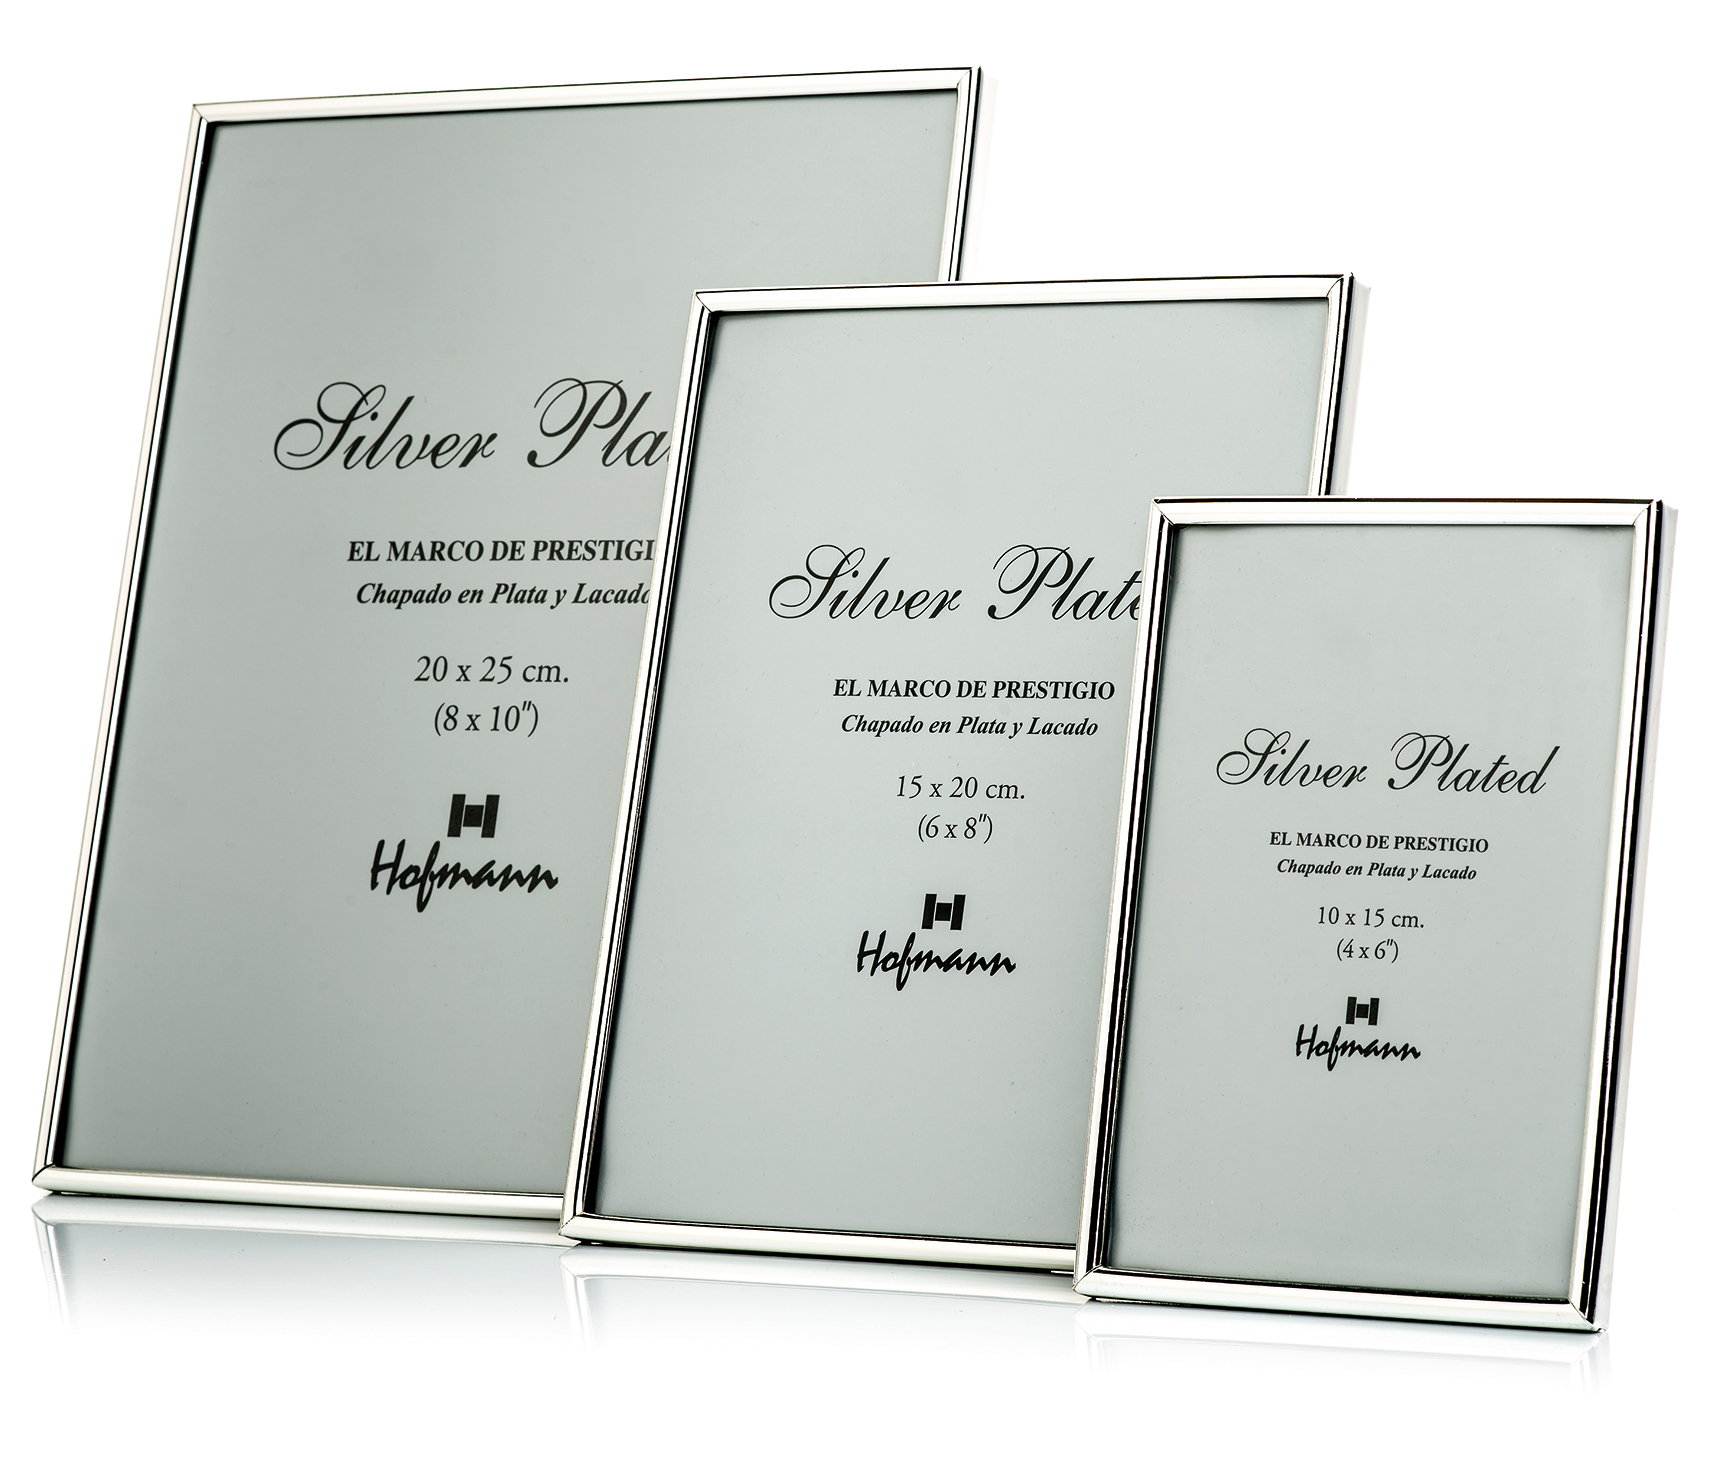 Silver Pla
EL MARCO DE PRESTIGI
Chapado en Plata y Lacado
20 x 25 cm.
(8 x 10")
H
Hofmann
Silver Plate
EL MARCO DE PRESTIGIO
Chapado en Plata y Lacado
15 x 20 cm.
(6 x 8")
H
Hofmann
Silver Plated
EL MARCO DE PRESTIGIO
Chapado en Plata y Lacado
10 x 15 cm.
(4 x 6")
H
Hofmann